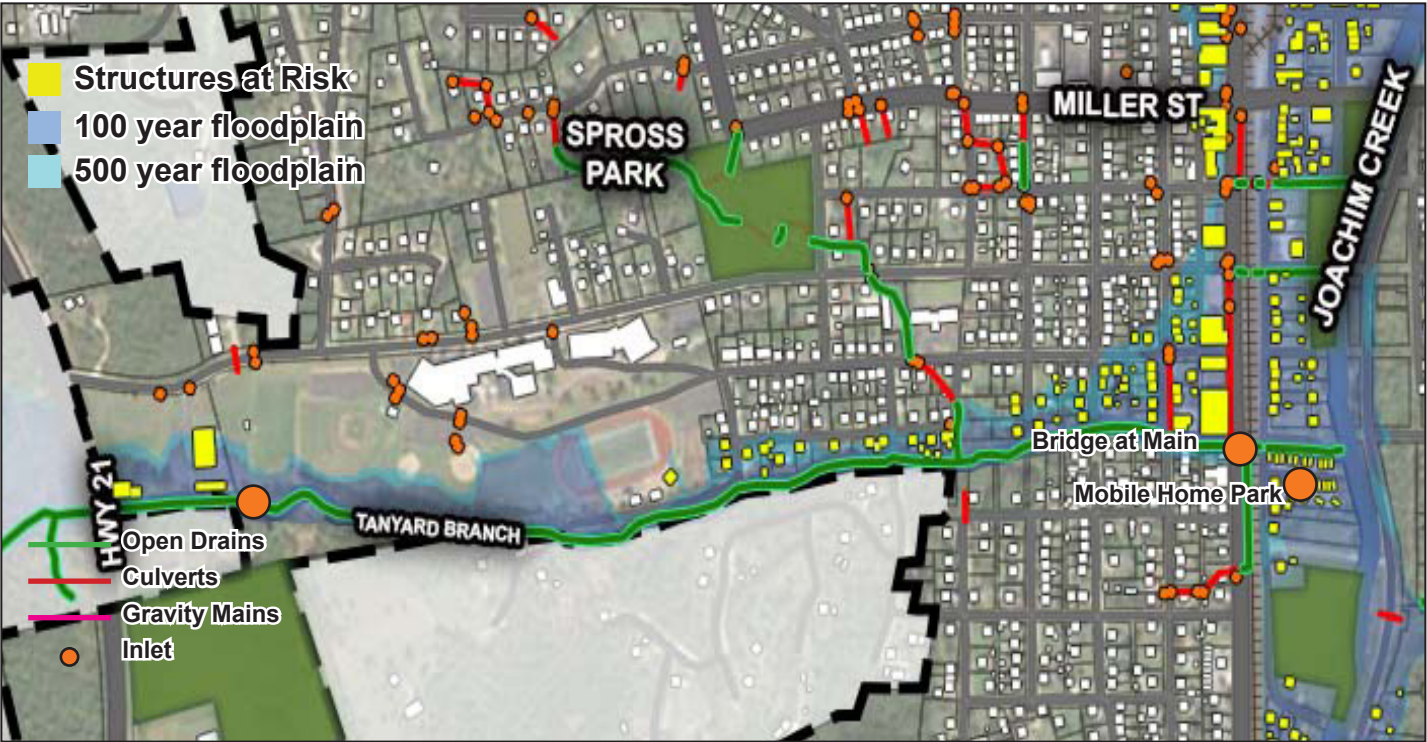 Structures at Risk
100 year floodplain
500 year floodplain
SPROSS
PARK
MILLER ST
JOACHIM CREEK
Bridge at Main
Mobile Home Park
HWY 21
TANYARD BRANCH
Open Drains
Culverts
Gravity Mains
Inlet